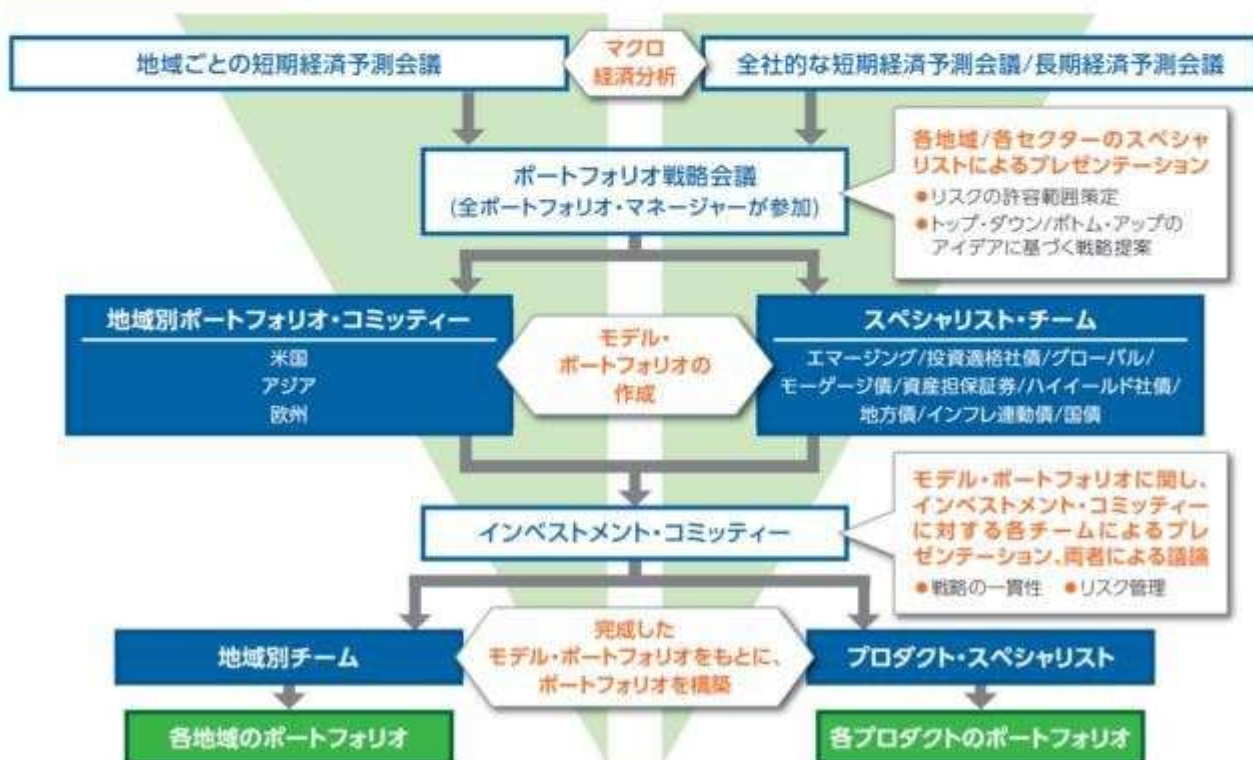 地域ごとの短期経済予測会議
マクロ
経済分析
全社的な短期経済予測会議/長期経済予測会議
ポートフォリオ戦略会議
(全ポートフォリオ・マネージャーが参加)
各地域/各セクターのスペシャ
リストによるプレゼンテーション
●リスクの許容範囲策定
●トップ・ダウン/ボトム・アップの
アイデアに基づく戦略提案
地域別ポートフォリオ・コミッティー
米国
アジア
欧州
モデル・
ポートフォリオの
作成
スペシャリスト・チーム
エマージング/投資適格社債/グローバル/
モーゲージ債/資産担保証券/ハイイールド社債/
地方債/インフレ連動債/国債
インベストメント・コミッティー
モデル・ポートフォリオに関し、
インベストメント・コミッティー
に対する各チームによるプレ
ゼンテーション、両者による議論
●戦略の一貫性 ●リスク管理
地域別チーム
完成した
モデル・ポートフォリオをもとに、
ポートフォリオを構築
プロダクト・スペシャリスト
各地域のポートフォリオ
各プロダクトのポートフォリオ